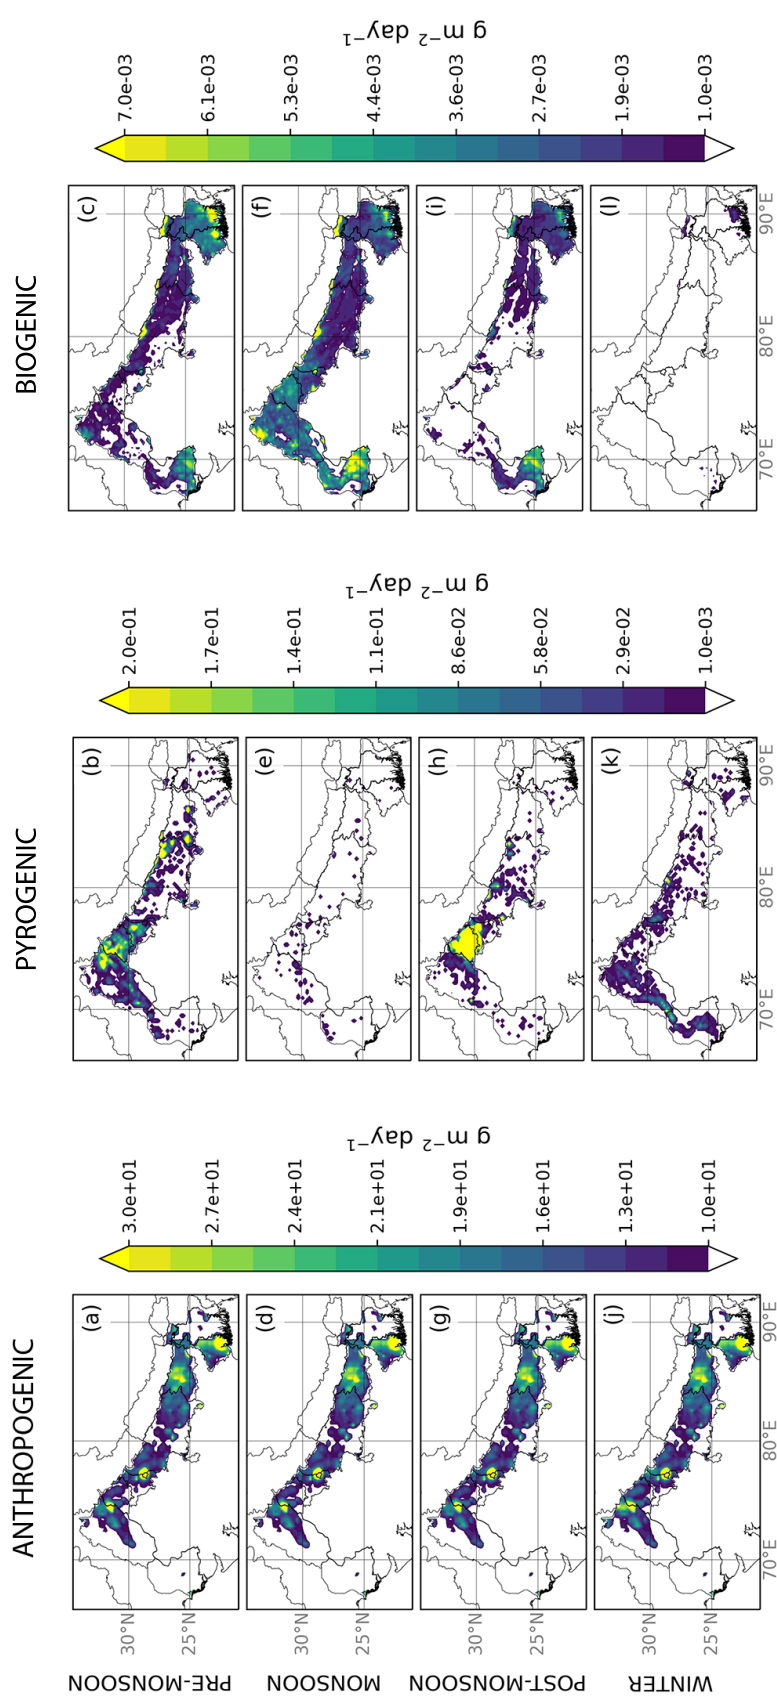 ANTHROPOGENIC
PYROGENIC
BIOGENIC
3.0e+01
2.7e+01
2.4e+01
2.1e+01
1.9e+01
1.6e+01
1.3e+01
1.0e+01
g m⁻² day⁻¹
2.0e-01
1.7e-01
1.4e-01
1.1e-01
8.6e-02
5.8e-02
2.9e-02
1.0e-03
g m⁻² day⁻¹
7.0e-03
6.1e-03
5.3e-03
4.4e-03
3.6e-03
2.7e-03
1.9e-03
1.0e-03
g m⁻² day⁻¹
PRE-MONSOON
30°N
25°N
(a)
(b)
(c)
MONSOON
30°N
25°N
(d)
(e)
(f)
POST-MONSOON
30°N
25°N
(g)
(h)
(i)
WINTER
30°N
25°N
(j)
(k)
(l)
70°E
80°E
90°E
70°E
80°E
90°E
70°E
80°E
90°E